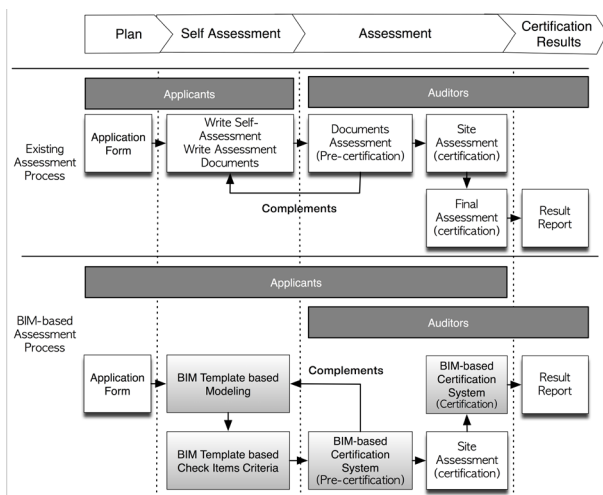 Plan
Self Assessment
Assessment
Certification
Results
Applicants
Auditors
Existing
Assessment
Process
Application
Form
Write Self-
Assessment
Write Assessment
Documents
Documents
Assessment
(Pre-certification)
Site
Assessment
(certification)
Complements
Final
Assessment
(certification)
Result
Report
Applicants
Auditors
BIM-based
Assessment
Process
Application
Form
BIM Template based
Modeling
Complements
BIM-based
Certification
System
(Certification)
Result
Report
BIM Template based
Check Items Criteria
BIM-based
Certification
System
(Pre-certification)
Site
Assessment
(certification)